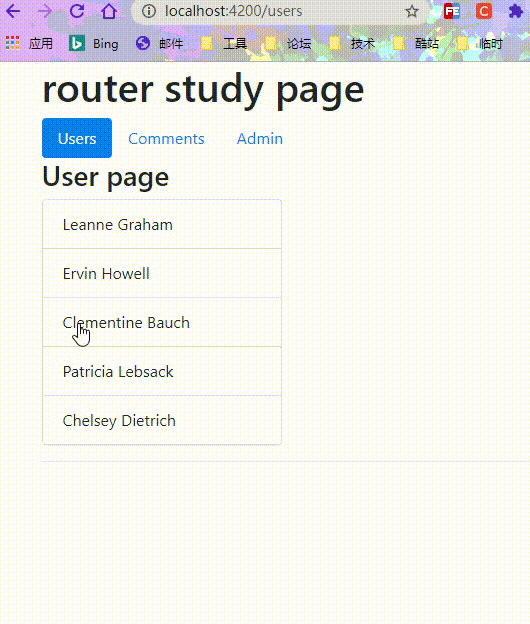 localhost:4200/users
FE C
应用 Bing 邮件 工具 论坛 技术 酷站 临时
router study page
Users Comments Admin
User page
Leanne Graham
Ervin Howell
Clementine Bauch
Patricia Lebsack
Chelsey Dietrich